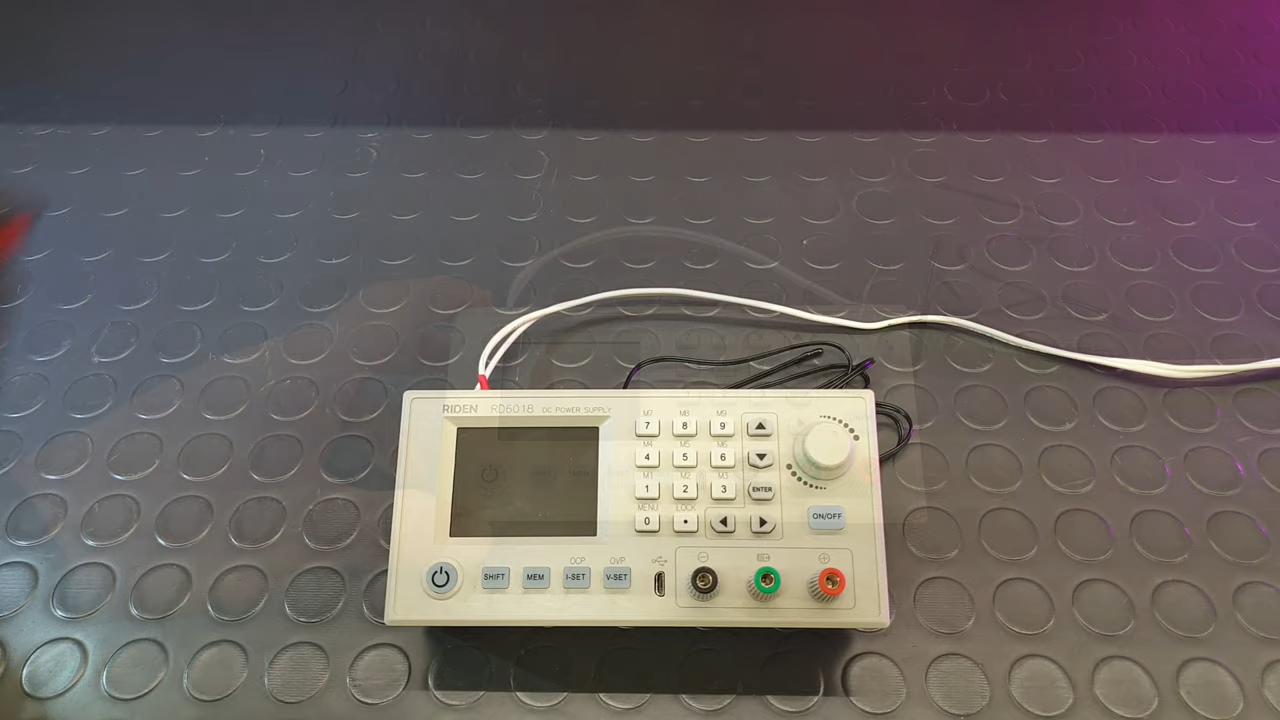 RIDEN RD6018 DC POWER SUPPLY
M7 M8 M9
7 8 9
M4 M5 M6
4 5 6
M1 M2 M3
1 2 3 ENTER
MENU LOCK
0 .
ON/OFF
OCP OVP
SHIFT MEM I-SET V-SET